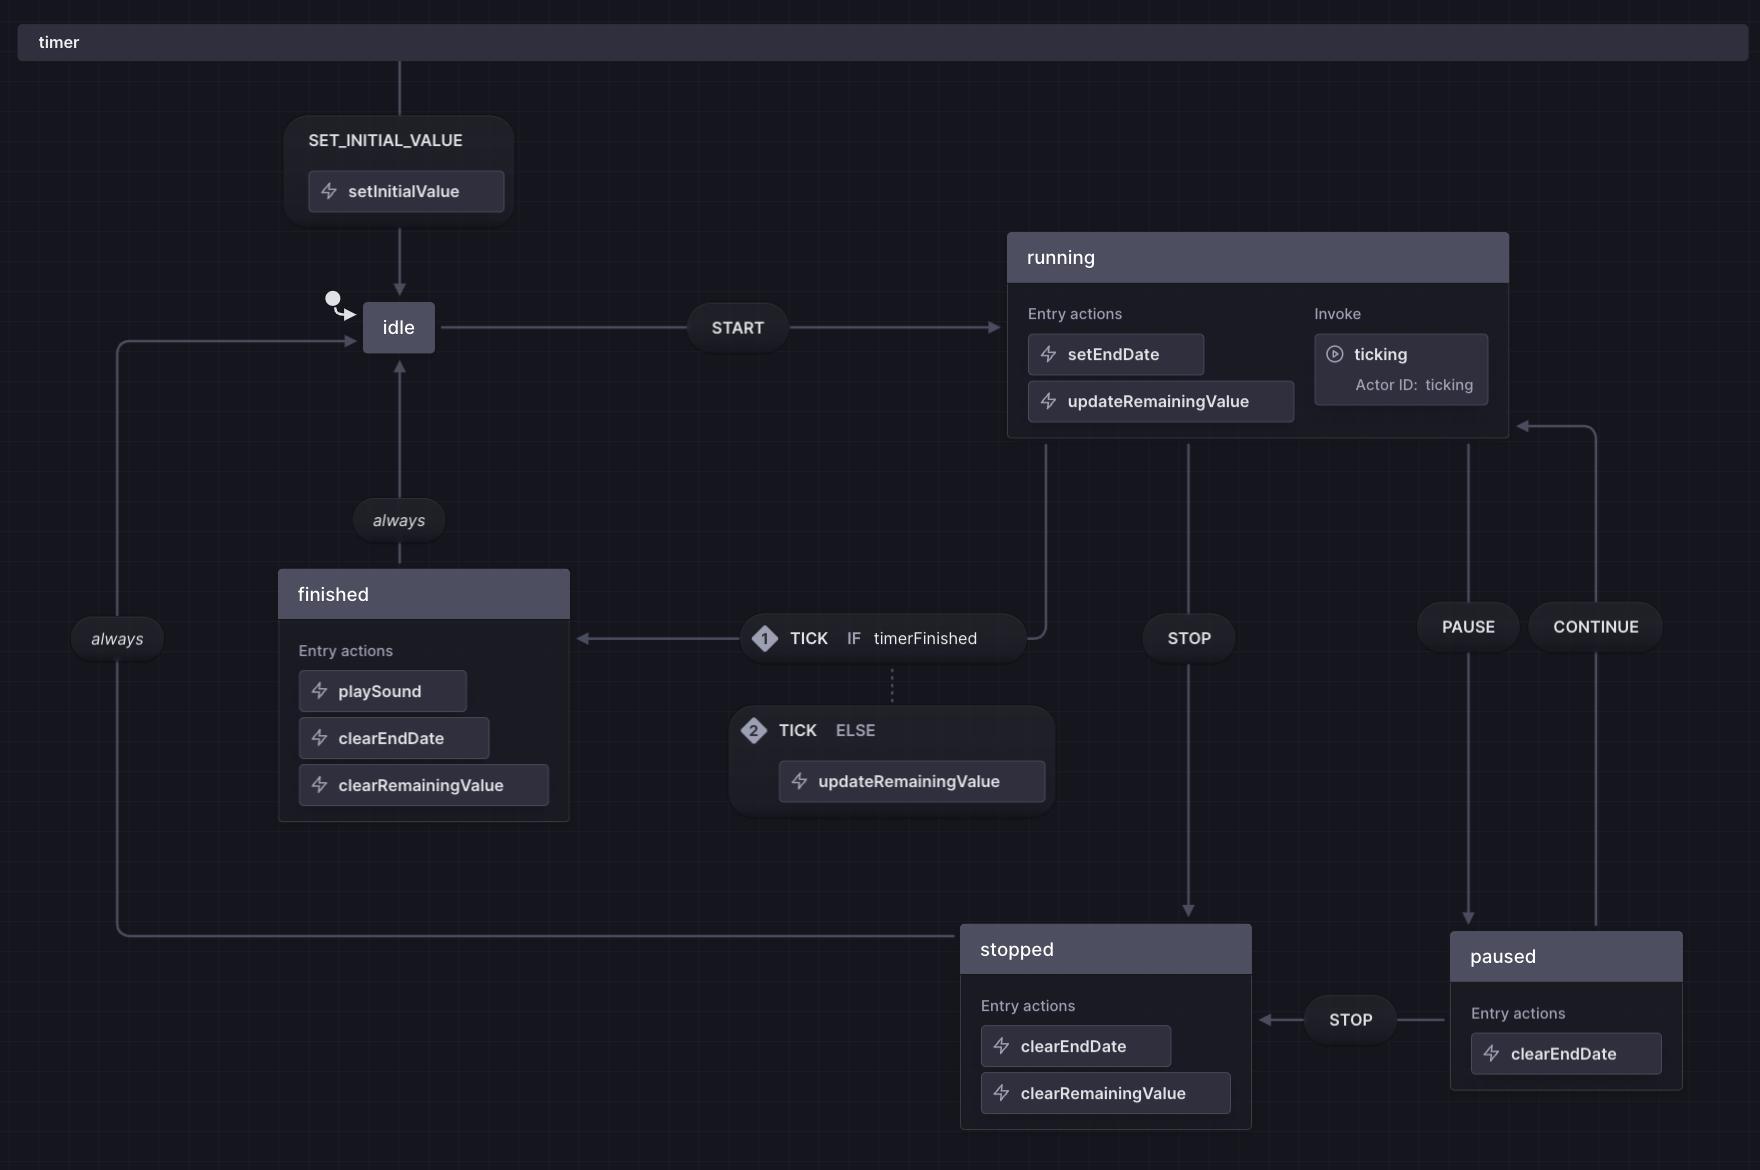 timer
SET_INITIAL_VALUE
setInitialValue
idle
START
running
Entry actions
setEndDate
updateRemainingValue
Invoke
ticking
Actor ID: ticking
always
always
finished
Entry actions
playSound
clearEndDate
clearRemainingValue
1 TICK IF timerFinished
2 TICK ELSE
updateRemainingValue
STOP
PAUSE
CONTINUE
stopped
Entry actions
clearEndDate
clearRemainingValue
STOP
paused
Entry actions
clearEndDate